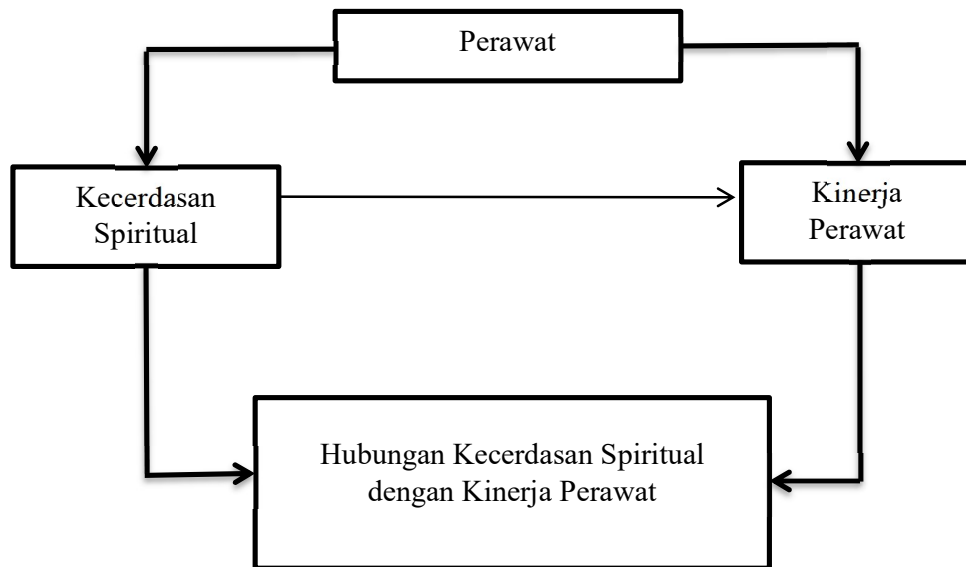 Perawat
Kecerdasan
Spiritual
Kinerja
Perawat
Hubungan Kecerdasan Spiritual
dengan Kinerja Perawat